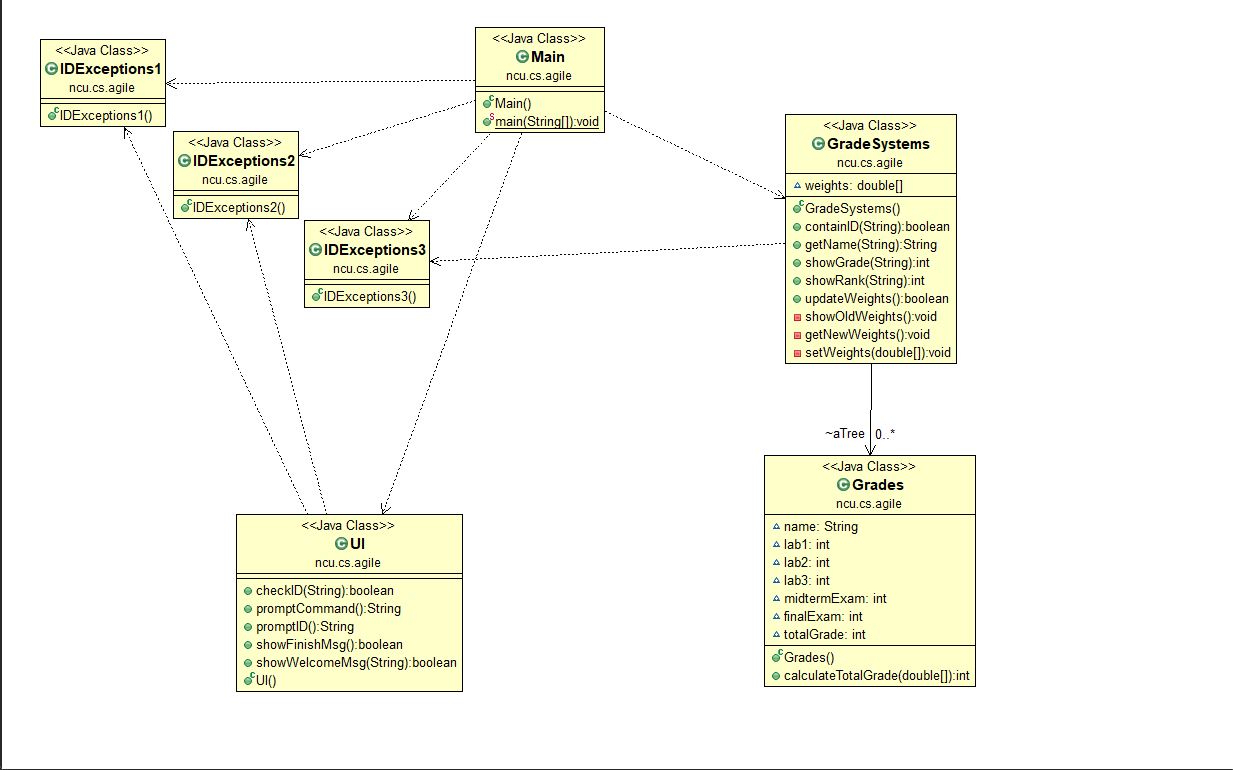 <<Java Class>>
IDExceptions1
ncu.cs.agile
IDExceptions1()
<<Java Class>>
Main
ncu.cs.agile
Main()
main(String[]):void
<<Java Class>>
IDExceptions2
ncu.cs.agile
IDExceptions2()
<<Java Class>>
IDExceptions3
ncu.cs.agile
IDExceptions3()
<<Java Class>>
GradeSystems
ncu.cs.agile
weights: double[]
GradeSystems()
containID(String):boolean
getName(String):String
showGrade(String):int
showRank(String):int
updateWeights():boolean
showOldWeights():void
getNewWeights():void
setWeights(double[]):void
~aTree 0..*
<<Java Class>>
Grades
ncu.cs.agile
name: String
lab1: int
lab2: int
lab3: int
midtermExam: int
finalExam: int
totalGrade: int
Grades()
calculateTotalGrade(double[]):int
<<Java Class>>
UI
ncu.cs.agile
checkID(String):boolean
promptCommand():String
promptID():String
showFinishMsg():boolean
showWelcomeMsg(String):boolean
UI()